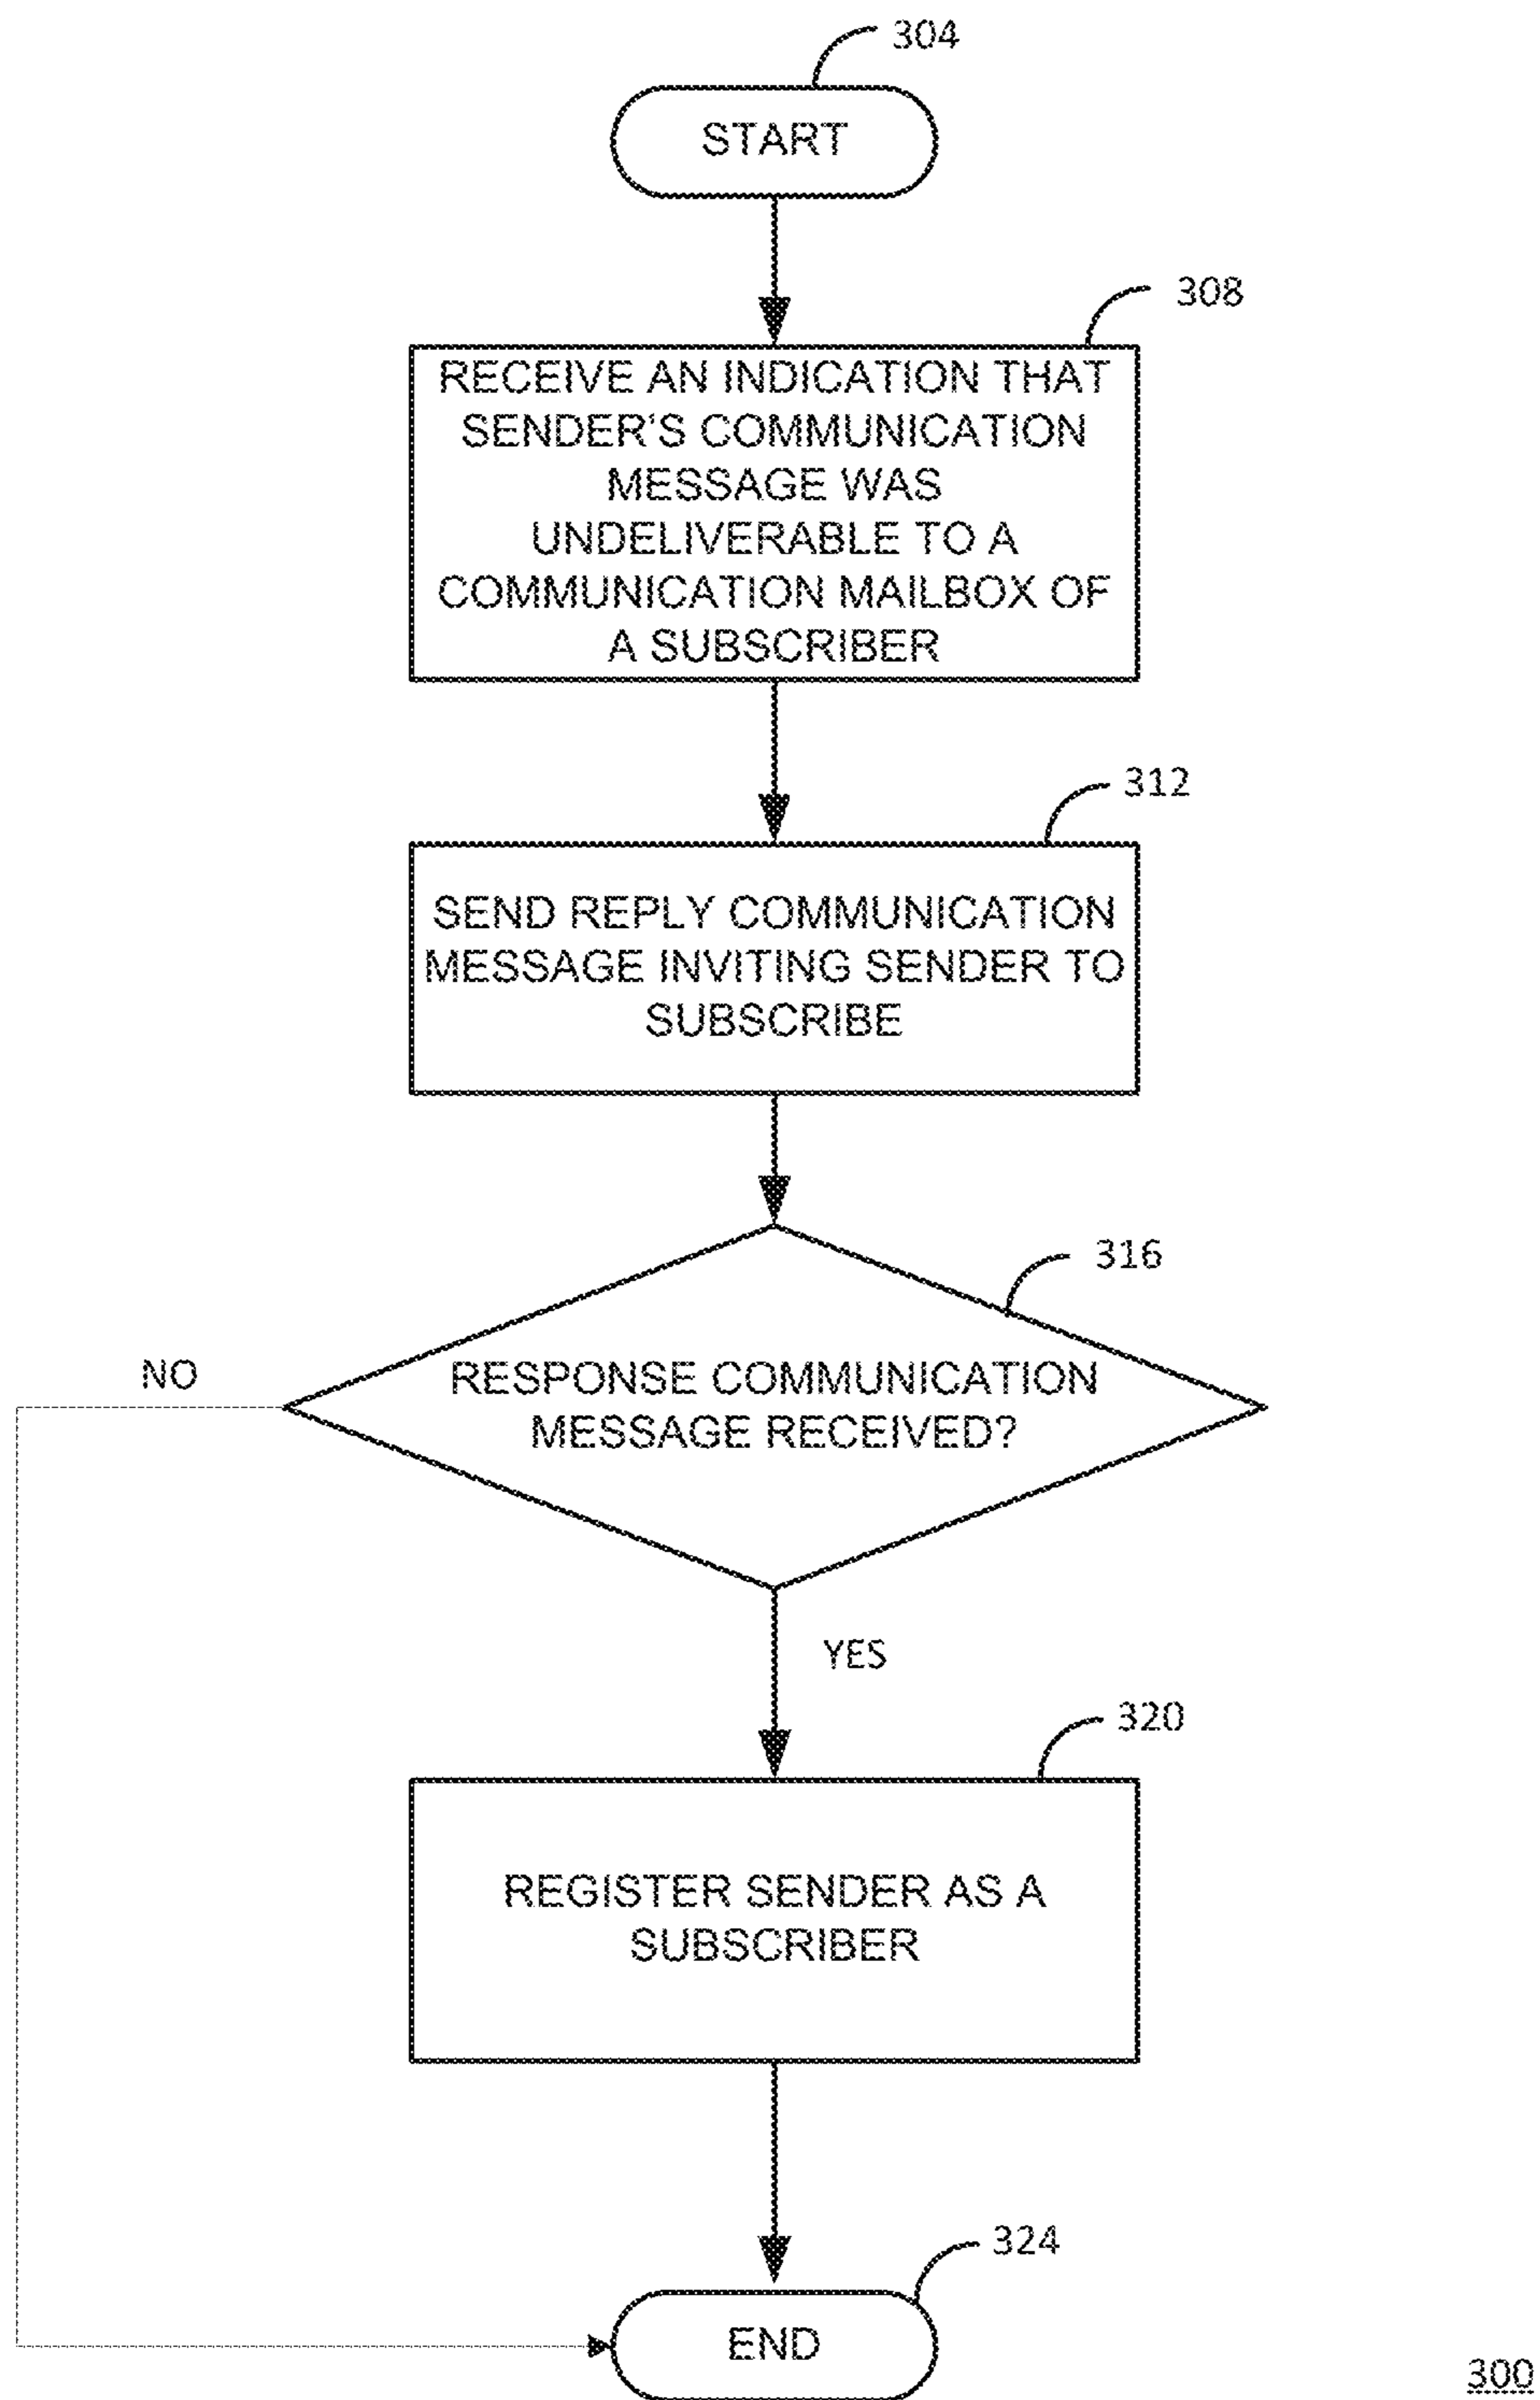 304
START
308
RECEIVE AN INDICATION THAT
SENDER'S COMMUNICATION
MESSAGE WAS
UNDELIVERABLE TO A
COMMUNICATION MAILBOX OF
A SUBSCRIBER
312
SEND REPLY COMMUNICATION
MESSAGE INVITING SENDER TO
SUBSCRIBE
316
NO
RESPONSE COMMUNICATION
MESSAGE RECEIVED?
YES
320
REGISTER SENDER AS A
SUBSCRIBER
324
END
300